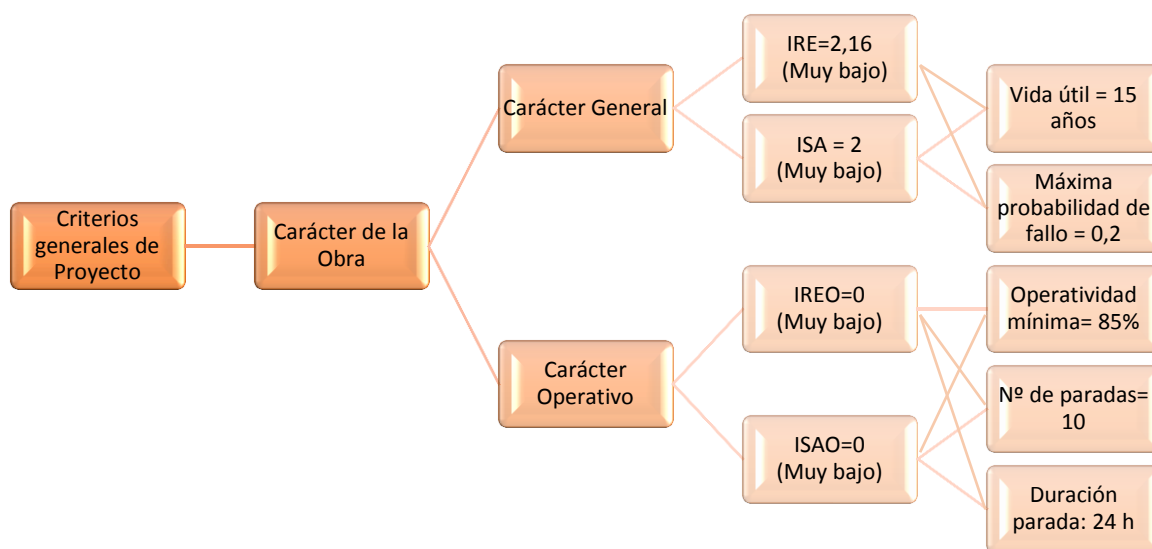 Criterios
generales de
Proyecto
Carácter de la
Obra
Carácter General
IRE=2,16
(Muy bajo)
ISA = 2
(Muy bajo)
Vida útil = 15
años
Máxima
probabilidad de
fallo = 0,2
Carácter
Operativo
IREO=0
(Muy bajo)
ISAO=0
(Muy bajo)
Operatividad
mínima= 85%
Nº de paradas=
10
Duración
parada: 24 h